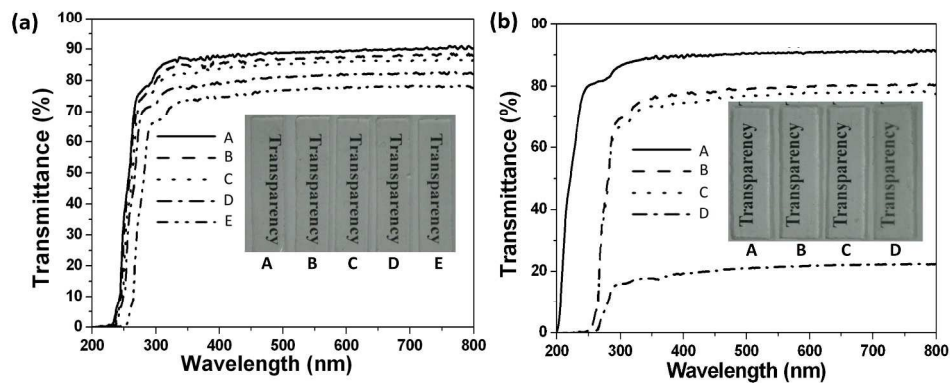 (a)
Transmittance (%)
100
90
80
70
60
50
40
30
20
10
0
A
B
C
D
E
Transparency
Transparency
Transparency
Transparency
Transparency
A B C D E
200 300 400 500 600 700 800
Wavelength (nm)
(b)
Transmittance (%)
00
80
60
40
20
0
A
B
C
D
Transparency
Transparency
Transparency
Transparency
A B C D
200 300 400 500 600 700 800
Wavelength (nm)